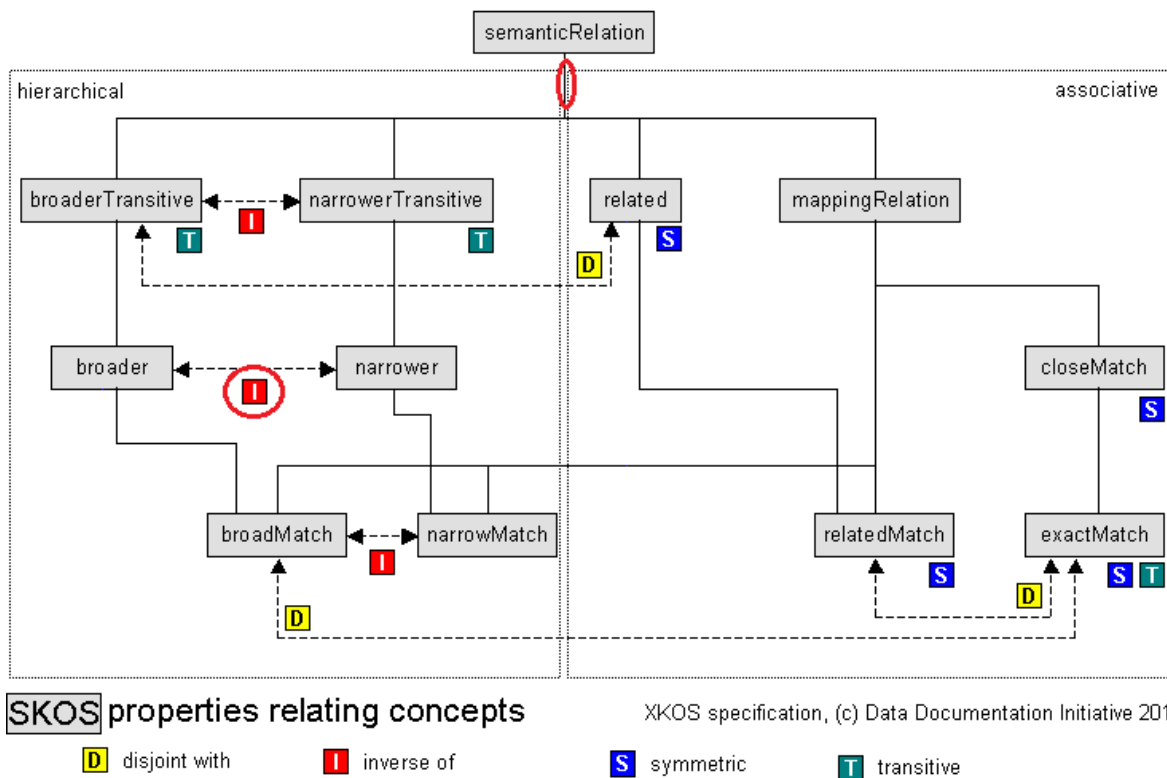 semanticRelation
hierarchical
associative
broaderTransitive
narrowerTransitive
related
mappingRelation
I
T
T
S
D
broader
narrower
closeMatch
I
S
broadMatch
narrowMatch
relatedMatch
exactMatch
I
S
S
T
D
D
SKOS properties relating concepts
XKOS specification, (c) Data Documentation Initiative 201
D disjoint with
I inverse of
S symmetric
T transitive